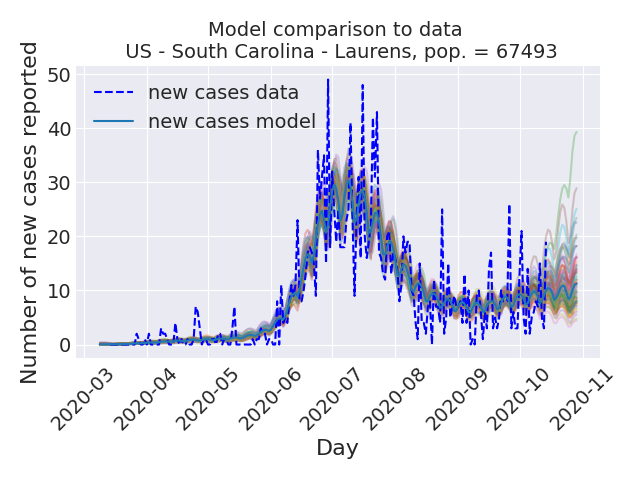 Model comparison to data
US - South Carolina - Laurens, pop. = 67493
Number of new cases reported
50
40
30
20
10
0
new cases data
new cases model
2020-03
2020-04
2020-05
2020-06
2020-07
2020-08
2020-09
2020-10
2020-11
Day